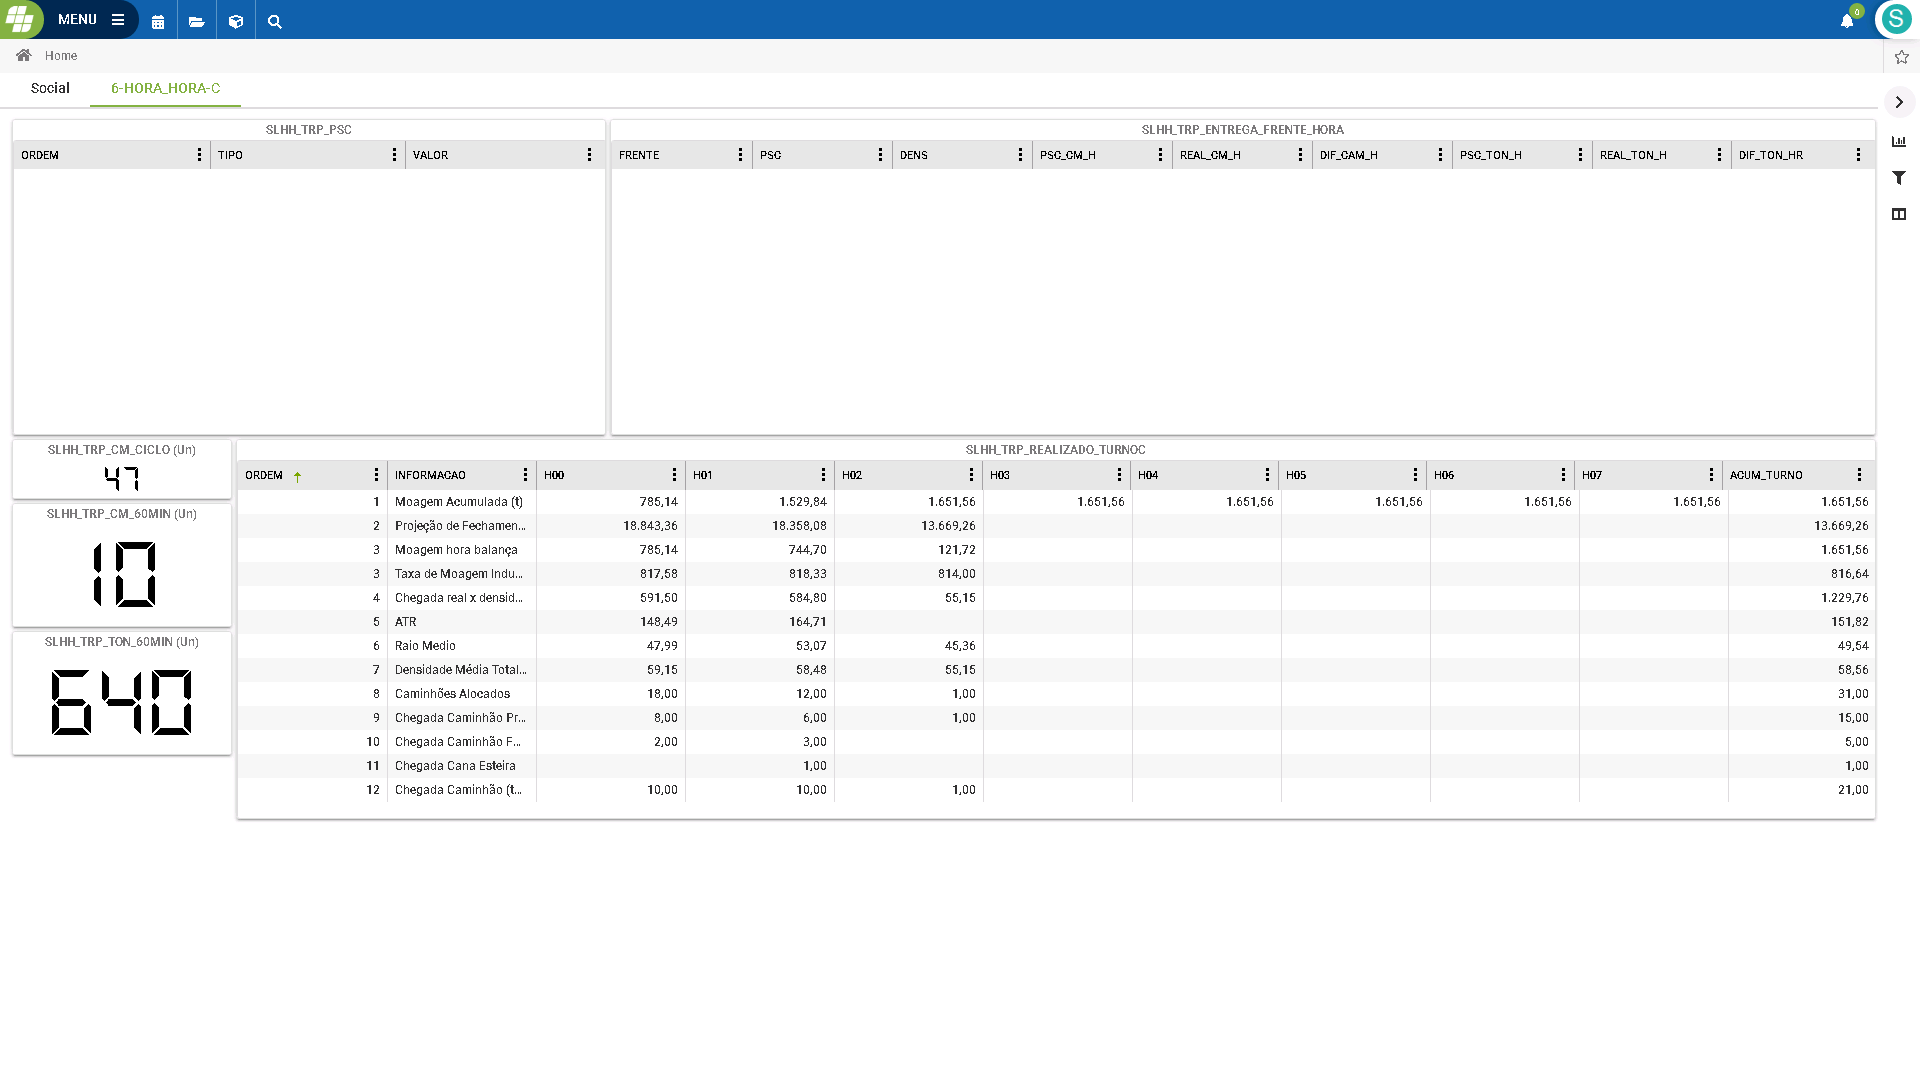 MENU
0
S
Home
Social
6-HORA_HORA-C
SLHH_TRP_PSC
ORDEM TIPO VALOR
SLHH_TRP_ENTREGA_FRENTE_HORA
FRENTE PSC DENS PSC_CM_H REAL_CM_H DIF_CAM_H PSC_TON_H REAL_TON_H DIF_TON_HR
SLHH_TRP_CM_CICLO (Un)
47
SLHH_TRP_CM_60MIN (Un)
10
SLHH_TRP_TON_60MIN (Un)
640
SLHH_TRP_REALIZADO_TURNOC
ORDEM INFORMACAO H00 H01 H02 H03 H04 H05 H06 H07 ACUM_TURNO
1 Moagem Acumulada (t) 785,14 1.529,84 1.651,56 1.651,56 1.651,56 1.651,56 1.651,56 1.651,56 1.651,56
2 Projeção de Fechamen... 18.843,36 18.358,08 13.669,26 13.669,26
3 Moagem hora balança 785,14 744,70 121,72 1.651,56
3 Taxa de Moagem Indu... 817,58 818,33 814,00 816,64
4 Chegada real x densid... 591,50 584,80 55,15 1.229,76
5 ATR 148,49 164,71 151,82
6 Raio Medio 47,99 53,07 45,36 49,54
7 Densidade Média Total... 59,15 58,48 55,15 58,56
8 Caminhões Alocados 18,00 12,00 1,00 31,00
9 Chegada Caminhão Pr... 8,00 6,00 1,00 15,00
10 Chegada Caminhão F... 2,00 3,00 5,00
11 Chegada Cana Esteira 1,00 1,00
12 Chegada Caminhão (t... 10,00 10,00 1,00 21,00